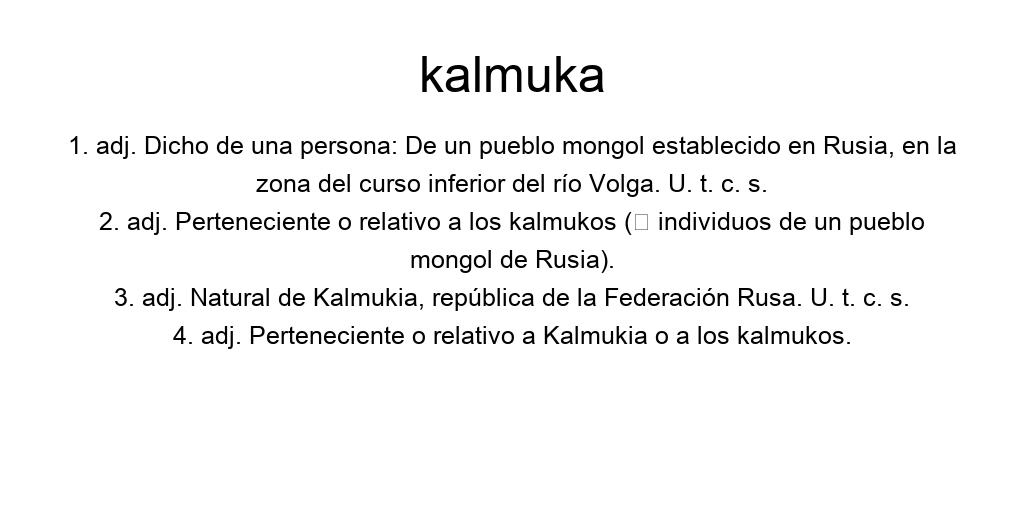 kalmuka
1. adj. Dicho de una persona: De un pueblo mongol establecido en Rusia, en la
zona del curso inferior del río Volga. U. t. c. s.
2. adj. Perteneciente o relativo a los kalmukos (□ individuos de un pueblo
mongol de Rusia).
3. adj. Natural de Kalmukia, república de la Federación Rusa. U. t. c. s.
4. adj. Perteneciente o relativo a Kalmukia o a los kalmukos.